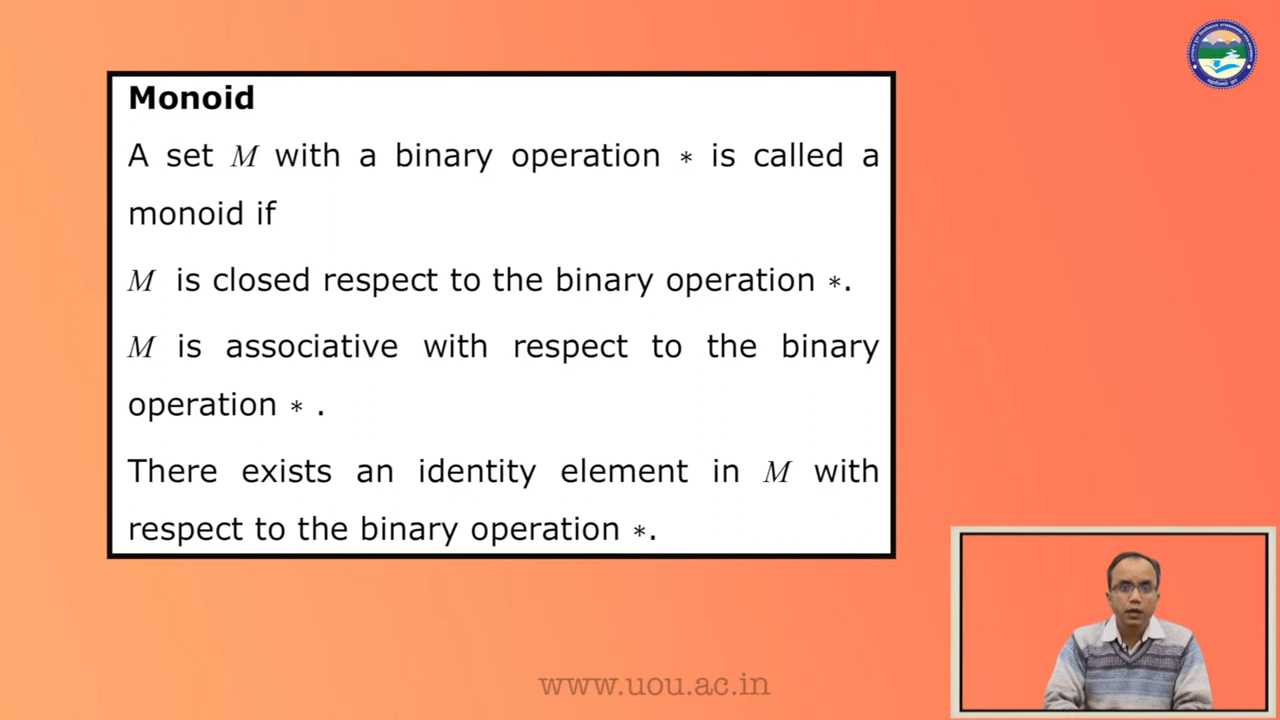 Monoid
A set M with a binary operation * is called a
monoid if
M is closed respect to the binary operation *.
M is associative with respect to the binary
operation * .
There exists an identity element in M with
respect to the binary operation *.
www.uou.ac.in